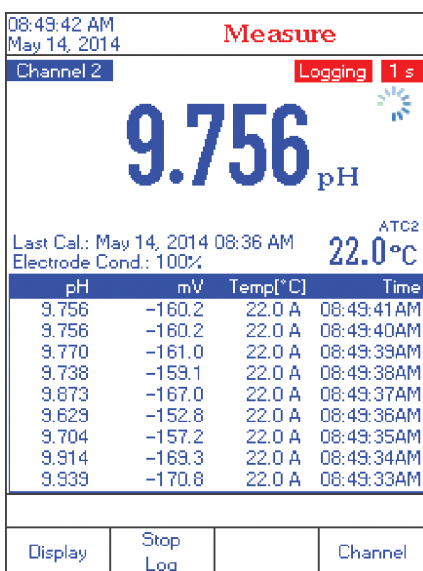 08:49:42 AM
May 14, 2014
Measure
Channel 2
Logging 1 s
9.756 pH
ATC2
Last Cal.: May 14, 2014 08:36 AM
22.0°C
Electrode Cond.: 100%
pH mV Temp[°C] Time
9.756 -160.2 22.0 A 08:49:41AM
9.756 -160.2 22.0 A 08:49:40AM
9.770 -161.0 22.0 A 08:49:39AM
9.738 -159.1 22.0 A 08:49:38AM
9.873 -167.0 22.0 A 08:49:37AM
9.629 -152.8 22.0 A 08:49:36AM
9.704 -157.2 22.0 A 08:49:35AM
9.914 -169.3 22.0 A 08:49:34AM
9.939 -170.8 22.0 A 08:49:33AM
Display
Stop
Log
Channel